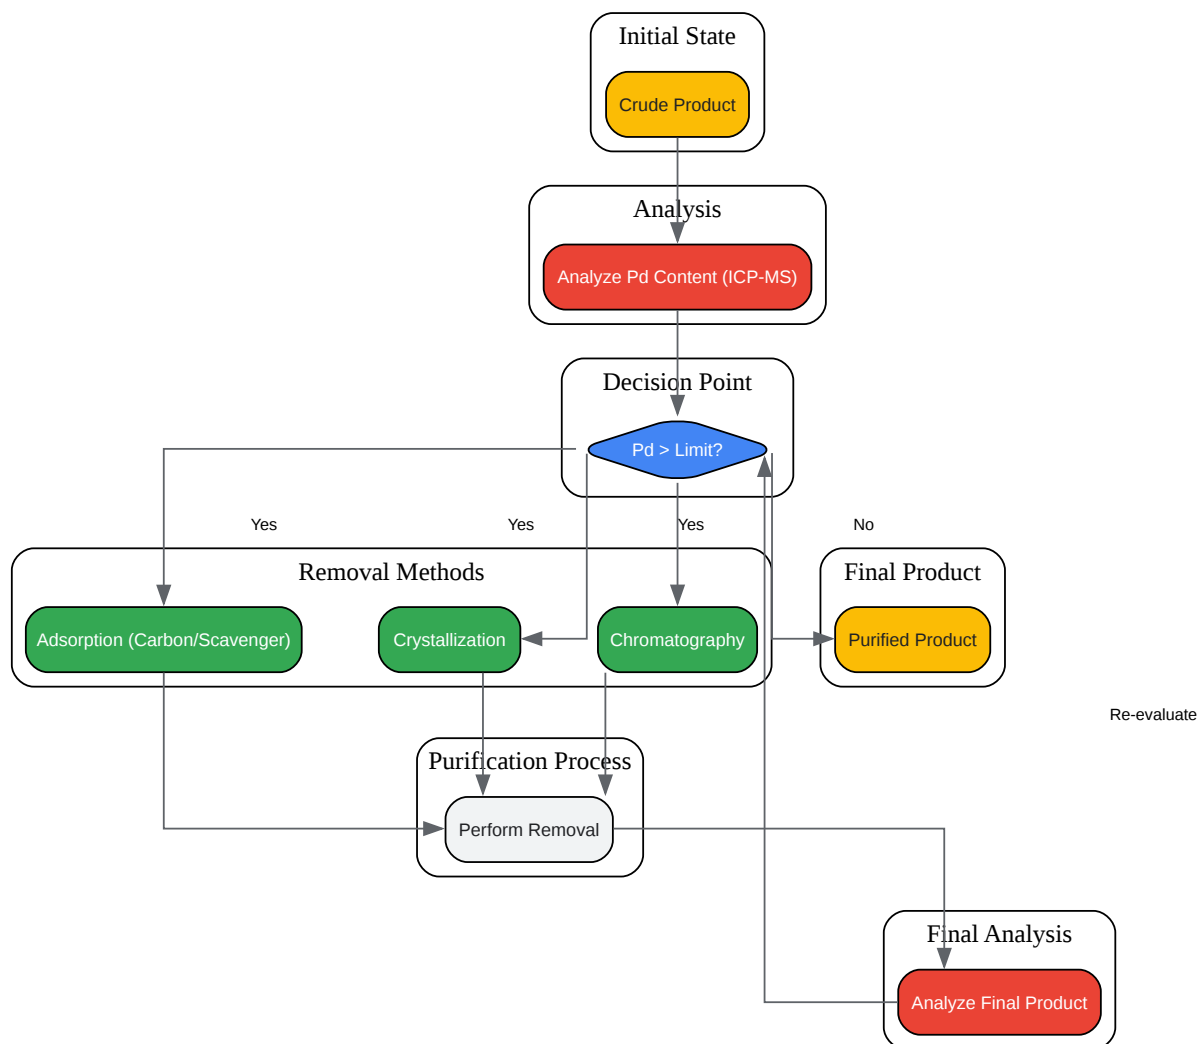 Initial State
Crude Product
Analysis
Analyze Pd Content (ICP-MS)
Decision Point
Pd > Limit?
Yes
Yes
Yes
No
Removal Methods
Final Product
Adsorption (Carbon/Scavenger)
Crystallization
Chromatography
Purified Product
Re-evaluate
Purification Process
Perform Removal
Final Analysis
Analyze Final Product